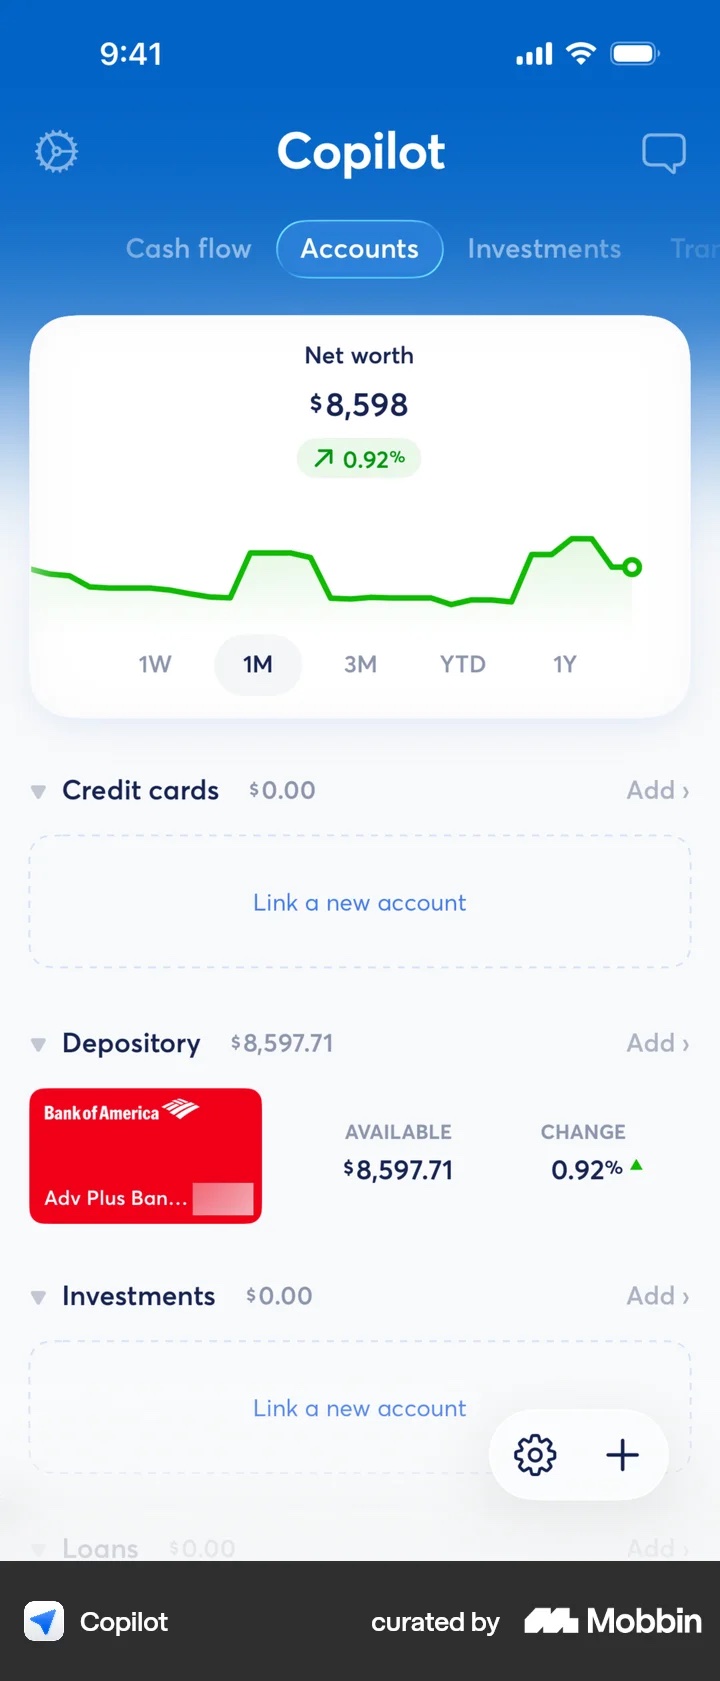 9:41
Copilot
Cash flow Accounts Investments Tran
Net worth
$8,598
0.92%
1W 1M 3M YTD 1Y
Credit cards $0.00 Add ›
Link a new account
Depository $8,597.71 Add ›
Bank of America
AVAILABLE CHANGE
$8,597.71 0.92%
Adv Plus Ban...
Investments $0.00 Add ›
Link a new account
Loans $0.00 Add ›
Copilot curated by Mobbin